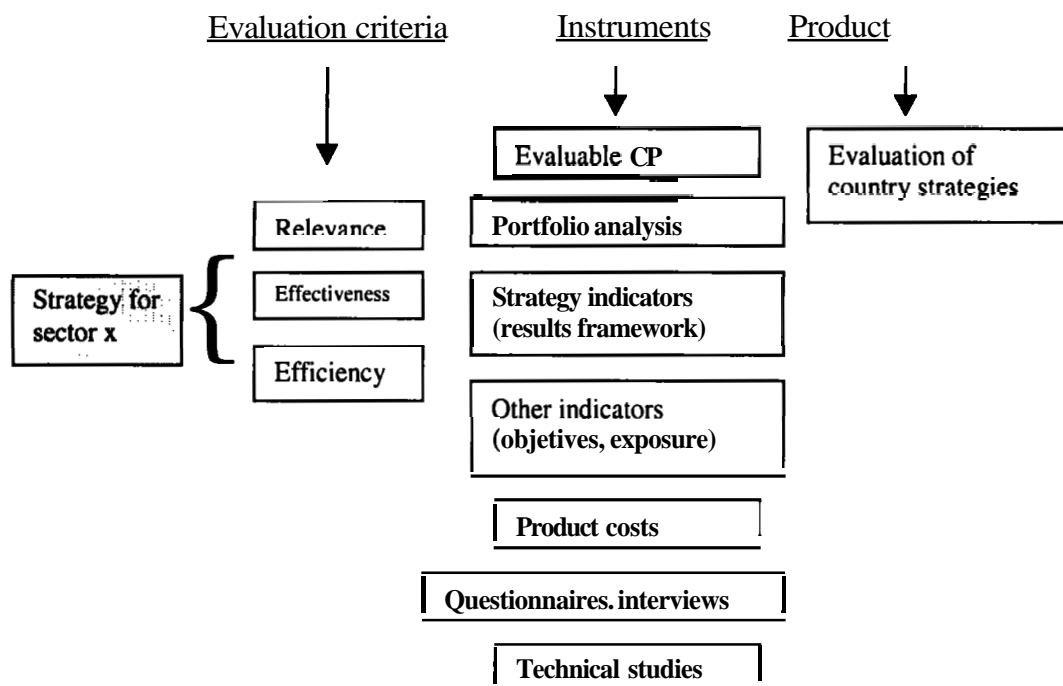 Evaluation criteria
Instruments
Product
Strategy for
sector x
Relevance
Effectiveness
Efficiency
Evaluable CP
Portfolio analysis
Strategy indicators
(results framework)
Other indicators
(objetives, exposure)
Product costs
Questionnaires. interviews
Technical studies
Evaluation of
country strategies